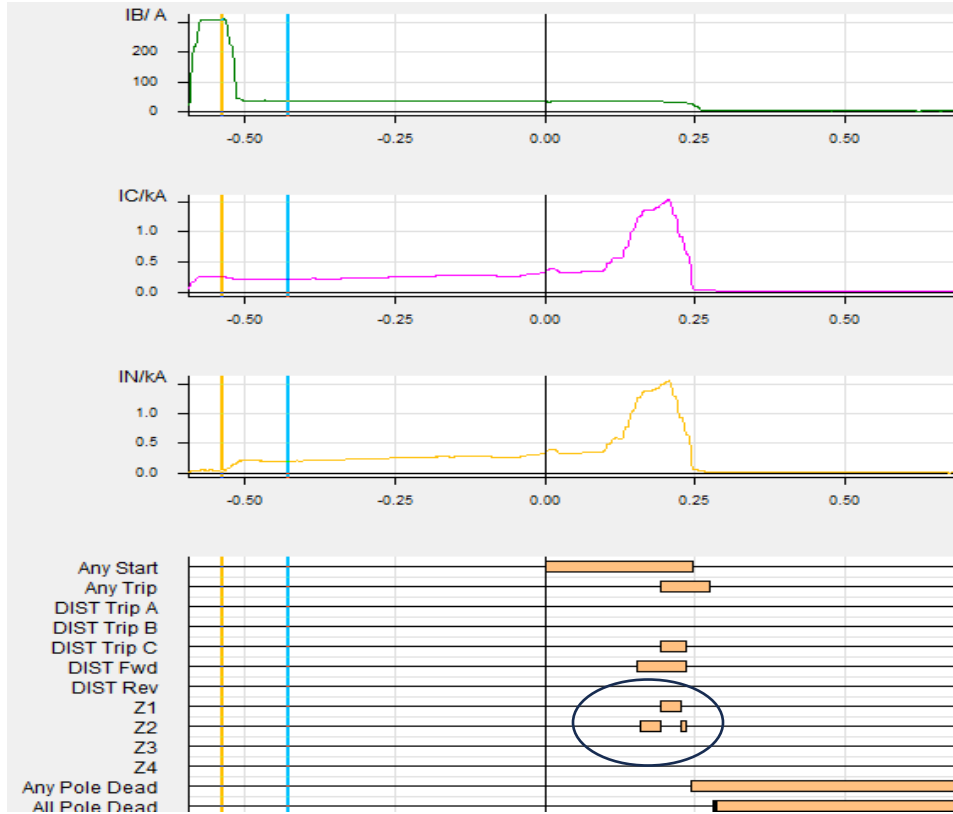 IB/ A
200
100
0
-0.50 -0.25 0.00 0.25 0.50
IC/kA
1.0
0.5
0.0
-0.50 -0.25 0.00 0.25 0.50
IN/kA
1.0
0.5
0.0
-0.50 -0.25 0.00 0.25 0.50
Any Start
Any Trip
DIST Trip A
DIST Trip B
DIST Trip C
DIST Fwd
DIST Rev
Z1
Z2
Z3
Z4
Any Pole Dead
All Pole Dead